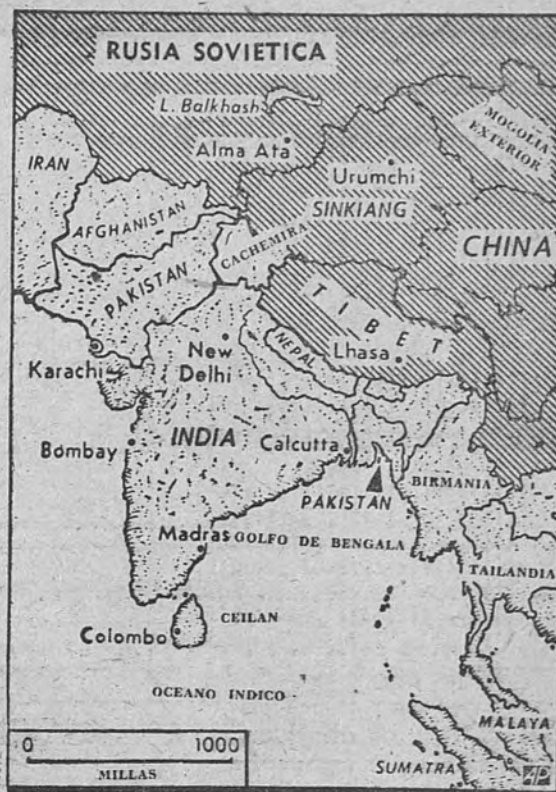 RUSIA SOVIETICA
L. Balkhash
MOGOLIA
EXTERIOR
Alma Ata
IRAN
Urumchi
SINKIANG
AFGHANISTAN
CACHEMIRA
CHINA
PAKISTAN
TIBET
New
Delhi
NEPAL
Lhasa
Karachi
INDIA
Bombay
Calcutta
BIRMANIA
PAKISTAN
Madras
GOLFO DE BENGALA
TAILANDIA
CEILAN
Colombo
OCEANO INDICO
MALAYA
0 1000
MILLAS
SUMATRA